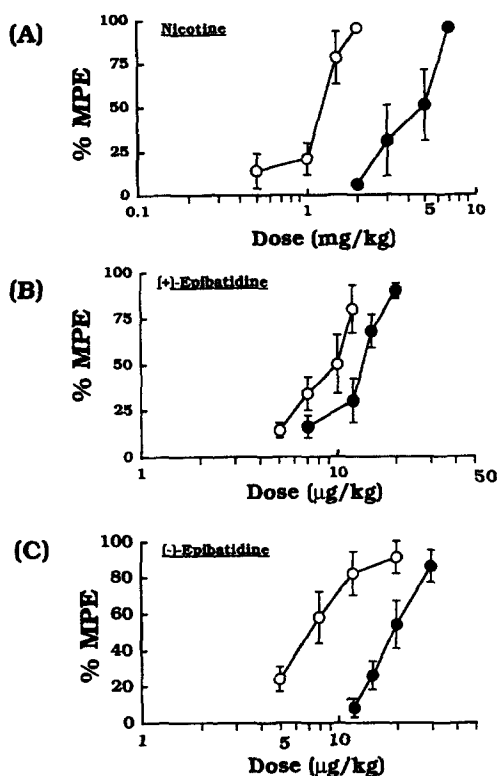 (A)
Nicotine
% MPE
100
75
50
25
0
0.1
1
5
10
Dose (mg/kg)
(B)
(+)-Epibatidine
% MPE
100
75
50
25
0
1
10
50
Dose (μg/kg)
(C)
(-)-Epibatidine
% MPE
100
80
60
40
20
0
1
5
10
Dose (μg/kg)